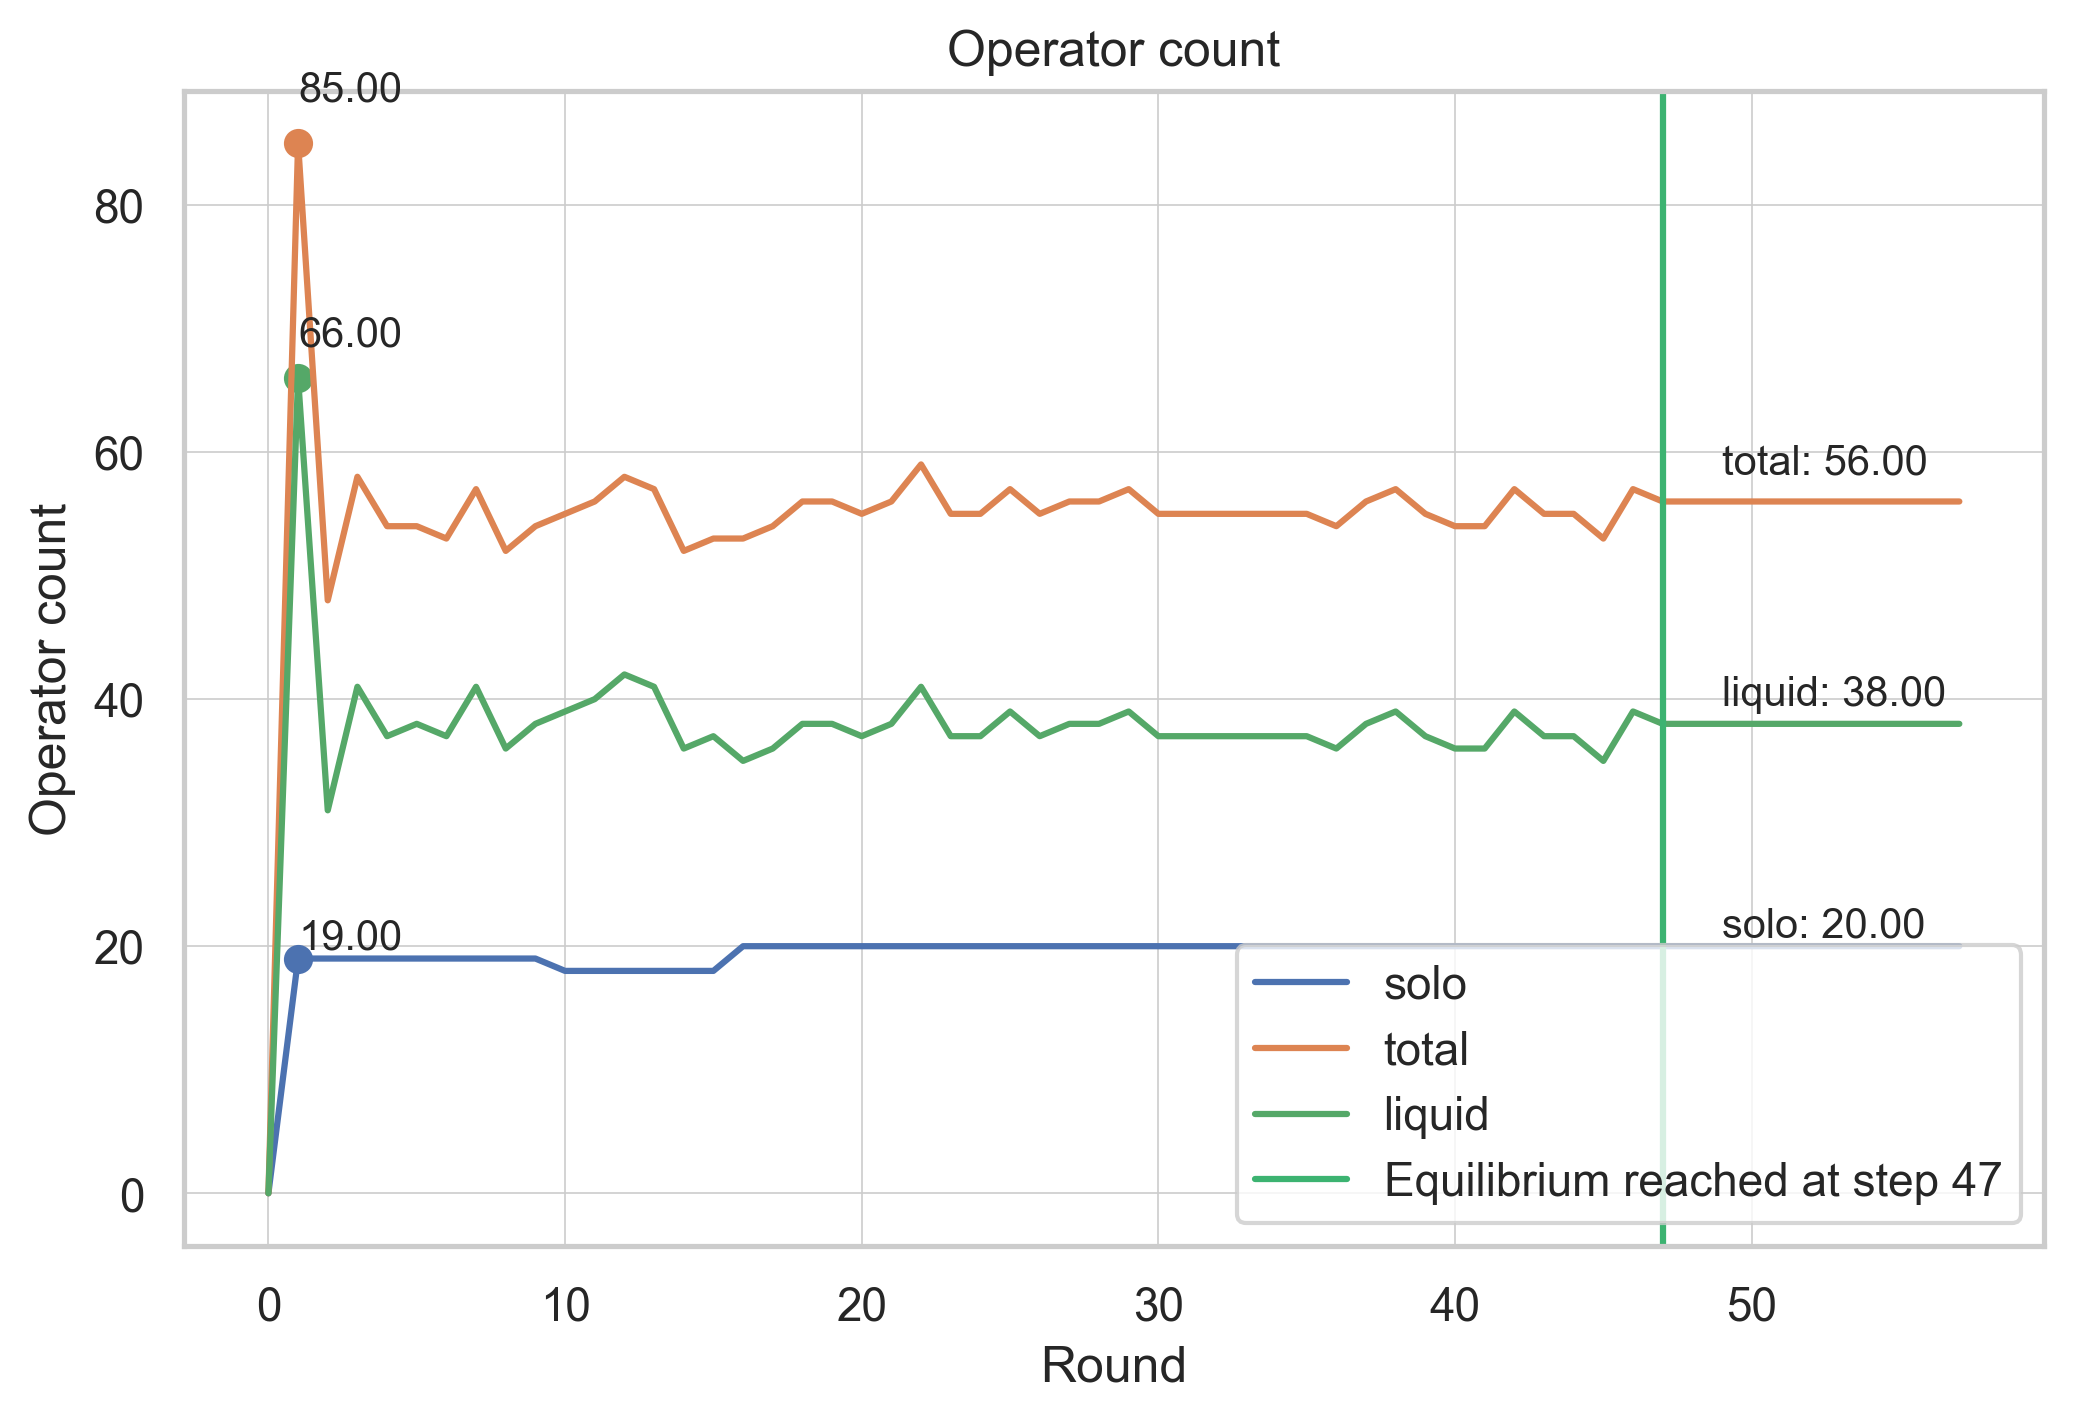 Operator count
85.00
80
66.00
60
total: 56.00
Operator count
40
liquid: 38.00
20
19.00
solo: 20.00
solo
total
liquid
Equilibrium reached at step 47
0
0 10 20 30 40 50
Round